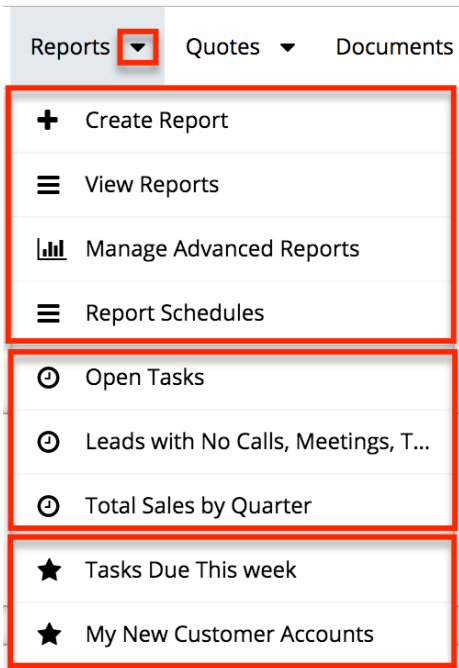 Reports Quotes Documents
Create Report
View Reports
Manage Advanced Reports
Report Schedules
Open Tasks
Leads with No Calls, Meetings, T...
Total Sales by Quarter
Tasks Due This week
My New Customer Accounts